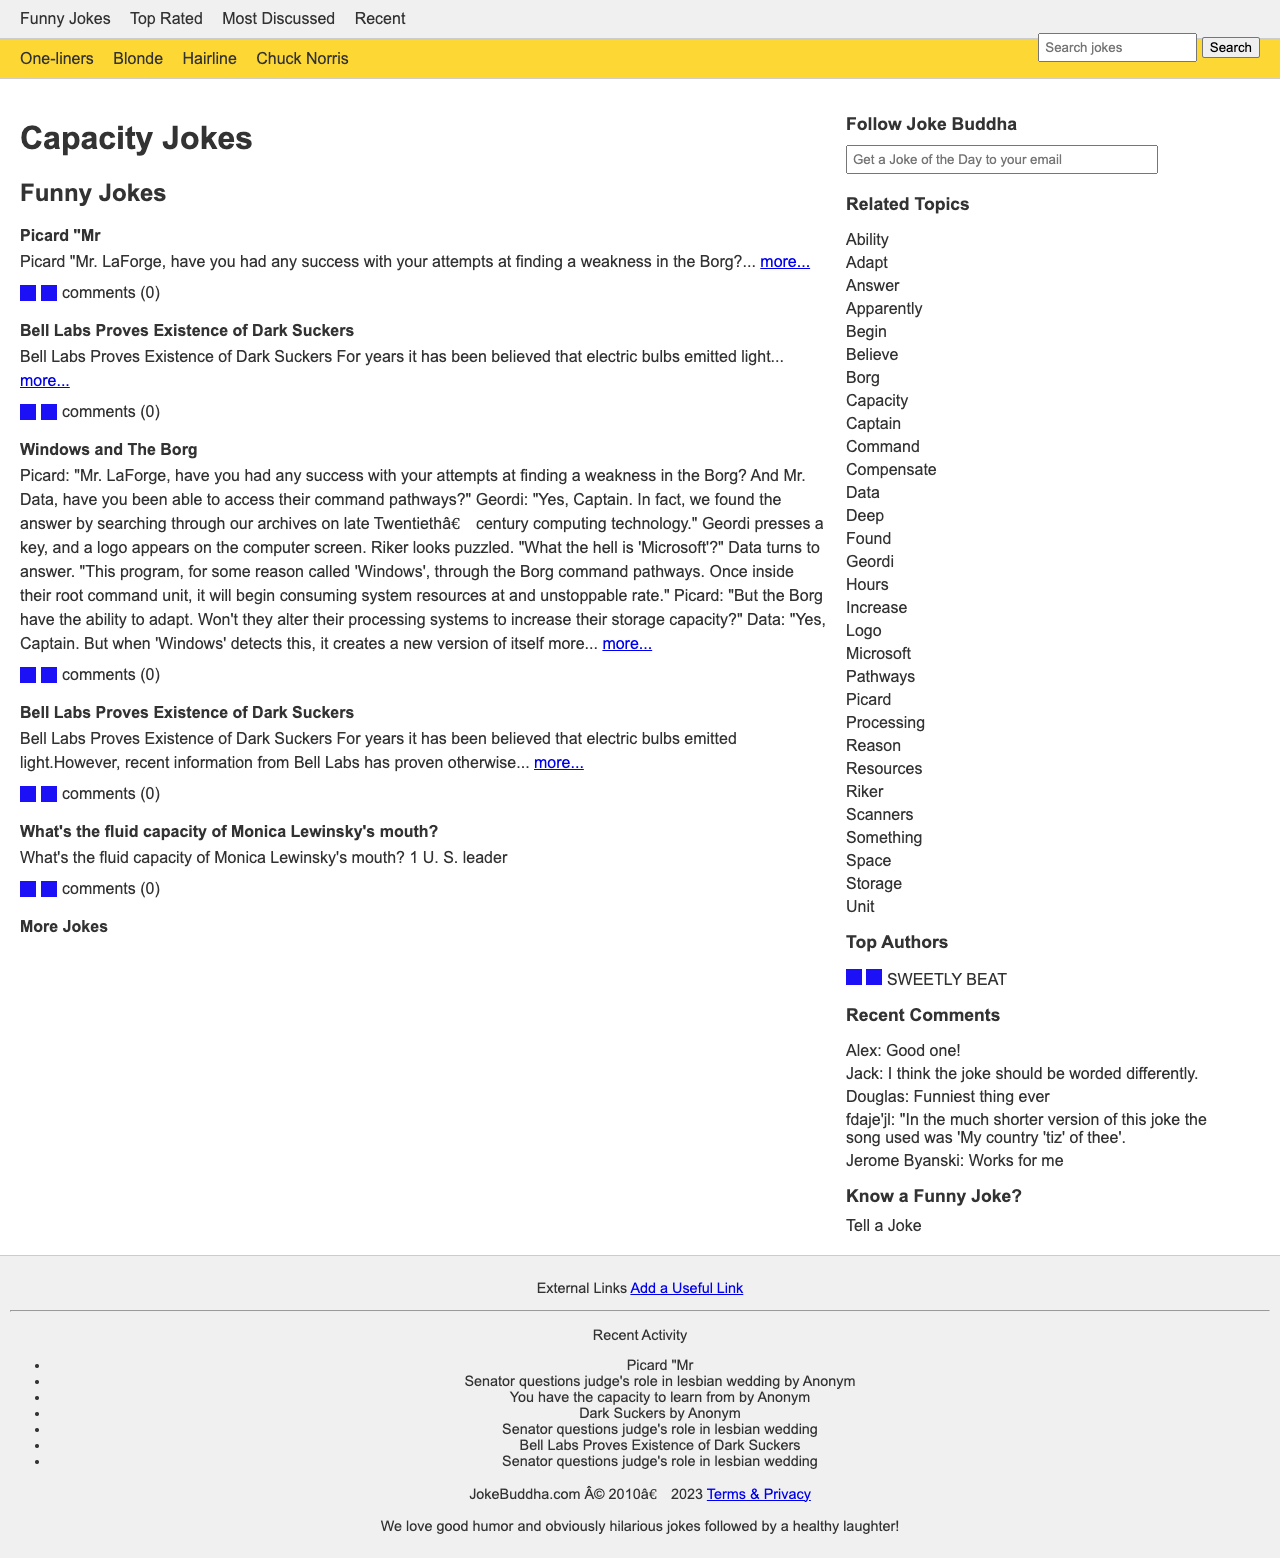 Funny Jokes Top Rated Most Discussed Recent
One-liners Blonde Hairline Chuck Norris
Search jokes Search
Capacity Jokes
Funny Jokes
Picard "Mr
Picard "Mr. LaForge, have you had any success with your attempts at finding a weakness in the Borg?... more...
comments (0)
Bell Labs Proves Existence of Dark Suckers
Bell Labs Proves Existence of Dark Suckers For years it has been believed that electric bulbs emitted light...
more...
comments (0)
Windows and The Borg
Picard: "Mr. LaForge, have you had any success with your attempts at finding a weakness in the Borg? And Mr.
Data, have you been able to access their command pathways?" Geordi: "Yes, Captain. In fact, we found the
answer by searching through our archives on late Twentiethâ€ century computing technology." Geordi presses a
key, and a logo appears on the computer screen. Riker looks puzzled. "What the hell is 'Microsoft'?" Data turns to
answer. "This program, for some reason called 'Windows', through the Borg command pathways. Once inside
their root command unit, it will begin consuming system resources at and unstoppable rate." Picard: "But the Borg
have the ability to adapt. Won't they alter their processing systems to increase their storage capacity?" Data: "Yes,
Captain. But when 'Windows' detects this, it creates a new version of itself more... more...
comments (0)
Bell Labs Proves Existence of Dark Suckers
Bell Labs Proves Existence of Dark Suckers For years it has been believed that electric bulbs emitted
light.However, recent information from Bell Labs has proven otherwise... more...
comments (0)
What's the fluid capacity of Monica Lewinsky's mouth?
What's the fluid capacity of Monica Lewinsky's mouth? 1 U. S. leader
comments (0)
More Jokes
Follow Joke Buddha
Get a Joke of the Day to your email
Related Topics
Ability
Adapt
Answer
Apparently
Begin
Believe
Borg
Capacity
Captain
Command
Compensate
Data
Deep
Found
Geordi
Hours
Increase
Logo
Microsoft
Pathways
Picard
Processing
Reason
Resources
Riker
Scanners
Something
Space
Storage
Unit
Top Authors
SWEETLY BEAT
Recent Comments
Alex: Good one!
Jack: I think the joke should be worded differently.
Douglas: Funniest thing ever
fdaje'jl: "In the much shorter version of this joke the
song used was 'My country 'tiz' of thee'.
Jerome Byanski: Works for me
Know a Funny Joke?
Tell a Joke
External Links Add a Useful Link
Recent Activity
• Picard "Mr
• Senator questions judge's role in lesbian wedding by Anonym
• You have the capacity to learn from by Anonym
• Dark Suckers by Anonym
• Senator questions judge's role in lesbian wedding
• Bell Labs Proves Existence of Dark Suckers
• Senator questions judge's role in lesbian wedding
JokeBuddha.com Â© 2010â€ 2023 Terms & Privacy
We love good humor and obviously hilarious jokes followed by a healthy laughter!